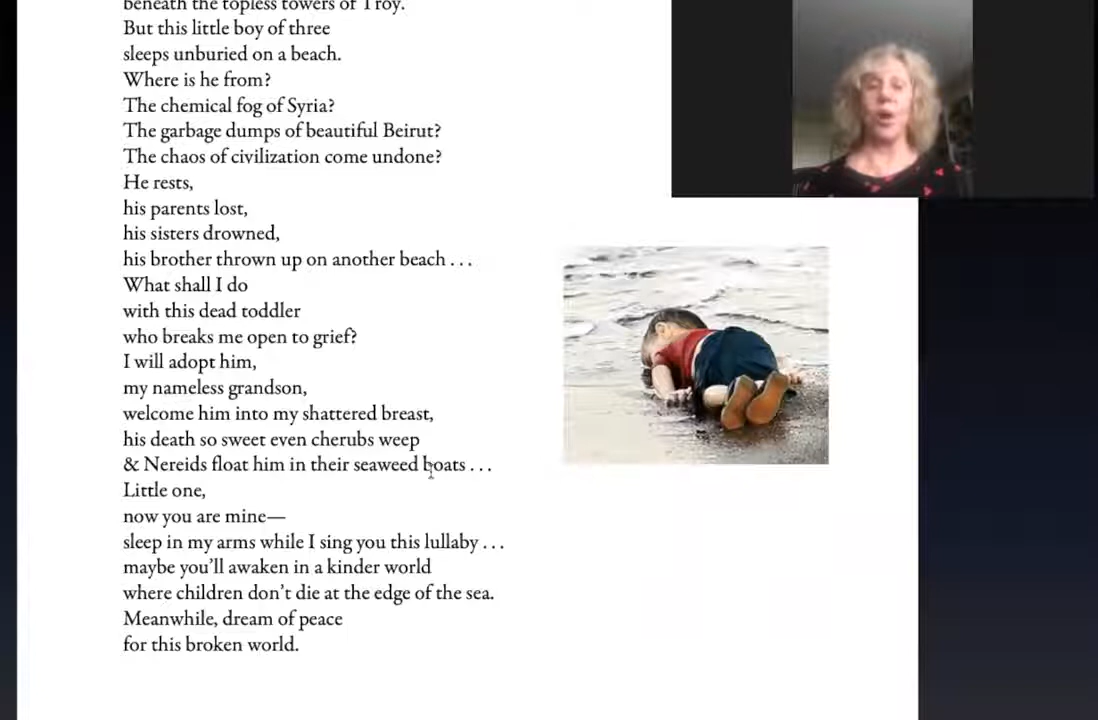 beneath the topless towers of Troy.
But this little boy of three
sleeps unburied on a beach.
Where is he from?
The chemical fog of Syria?
The garbage dumps of beautiful Beirut?
The chaos of civilization come undone?
He rests,
his parents lost,
his sisters drowned,
his brother thrown up on another beach . . .
What shall I do
with this dead toddler
who breaks me open to grief?
I will adopt him,
my nameless grandson,
welcome him into my shattered breast,
his death so sweet even cherubs weep
& Nereids float him in their seaweed boats . . .
Little one,
now you are mine—
sleep in my arms while I sing you this lullaby . . .
maybe you’ll awaken in a kinder world
where children don’t die at the edge of the sea.
Meanwhile, dream of peace
for this broken world.